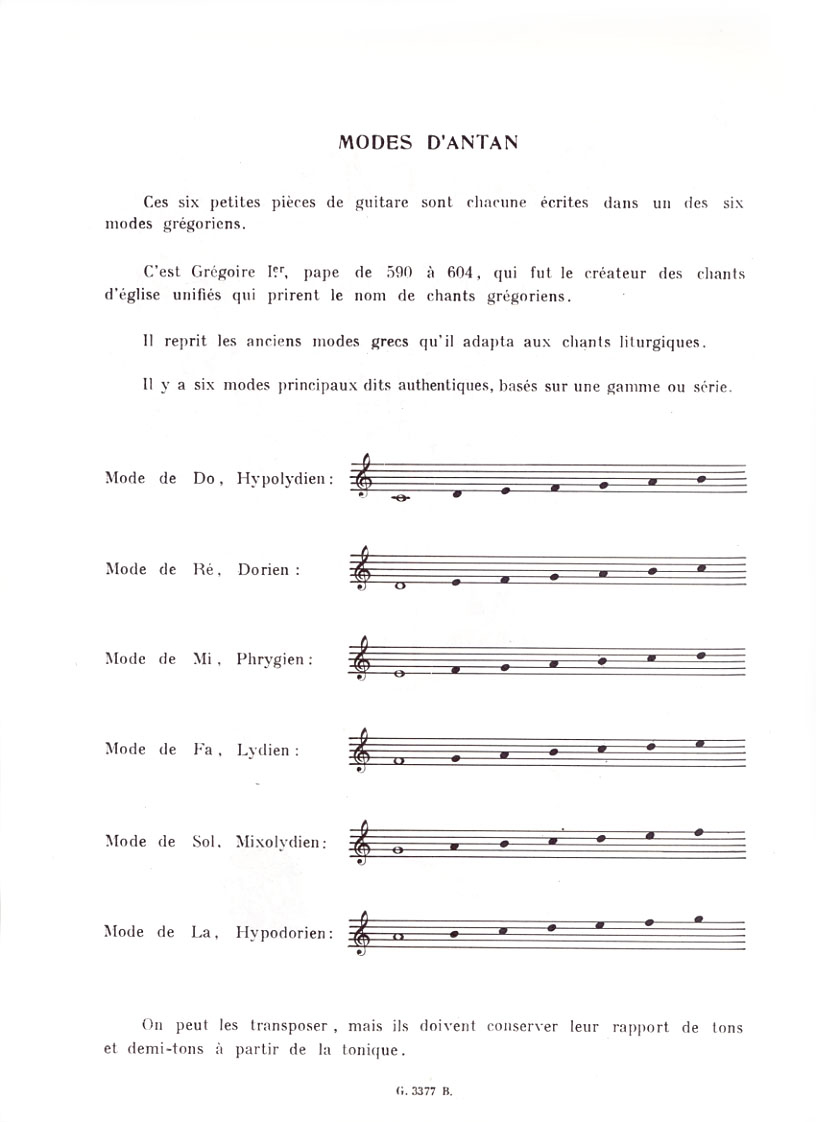 MODES D'ANTAN
Ces six petites pièces de guitare sont chacune écrites dans un des six
modes grégoriens.
C'est Grégoire Ier, pape de 590 à 604, qui fut le créateur des chants
d'église unifiés qui prirent le nom de chants grégoriens.
Il reprit les anciens modes grecs qu'il adapta aux chants liturgiques.
Il y a six modes principaux dits authentiques, basés sur une gamme ou série.
Mode de Do, Hypolydien:
Mode de Ré, Dorien :
Mode de Mi, Phrygien:
Mode de Fa, Lydien :
Mode de Sol, Mixolydien:
Mode de La, Hypodorien:
On peut les transposer, mais ils doivent conserver leur rapport de tons
et demi-tons à partir de la tonique.
G. 3377 B.